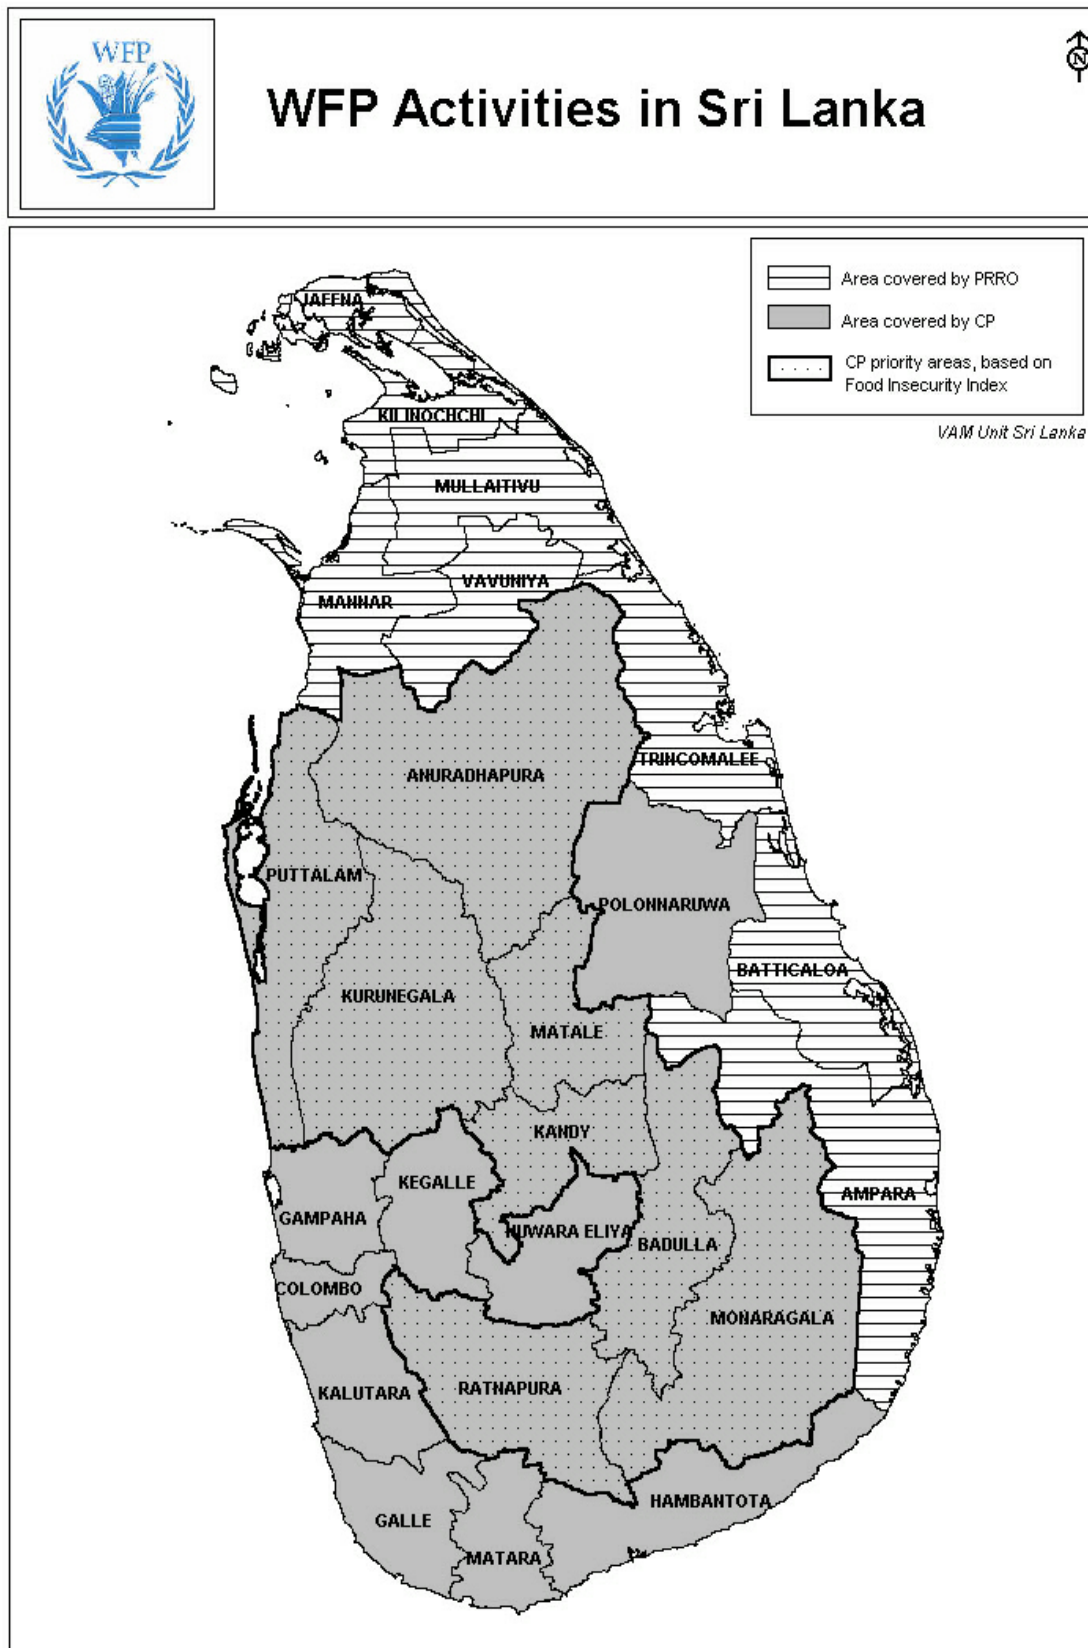 WFP
N
WFP Activities in Sri Lanka
Area covered by PRRO
Area covered by CP
CP priority areas, based on
Food Insecurity Index
VAM Unit Sri Lanka
JAFFNA
KILINOCHCHI
MULLAITIVU
VAVUNIYA
MANNAR
TRINCOMALEE
ANURADHAPURA
PUTTALAM
POLONNARUWA
BATTICALOA
KURUNEGALA
MATALE
KANDY
KEGALLE
AMPARA
GAMPAHA
NUWARA ELIYA
BADULLA
COLOMBO
MONARAGALA
KALUTARA
RATNAPURA
HAMBANTOTA
GALLE
MATARA